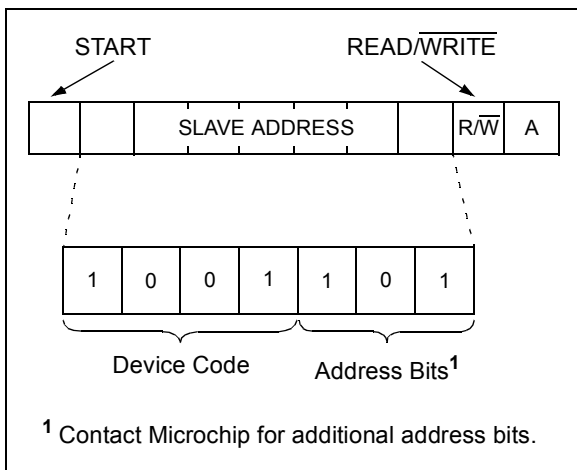 START READ/WRITE
SLAVE ADDRESS R/W A
1 0 0 1 1 0 1
Device Code Address Bits1
1 Contact Microchip for additional address bits.